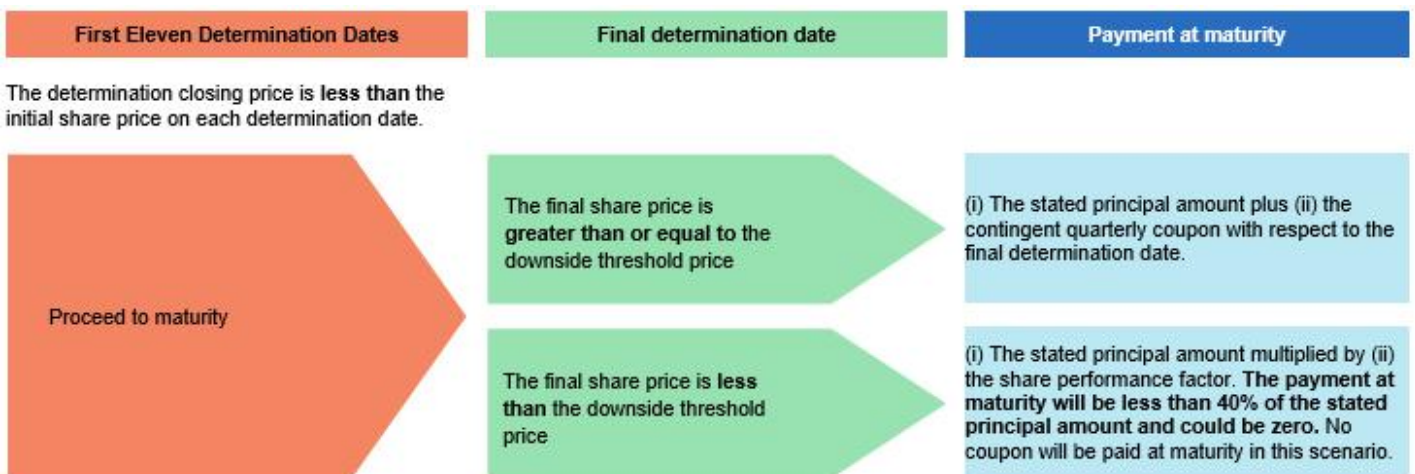 First Eleven Determination Dates
Final determination date
Payment at maturity
The determination closing price is less than the
initial share price on each determination date.
Proceed to maturity
The final share price is
greater than or equal to the
downside threshold price
(i) The stated principal amount plus (ii) the
contingent quarterly coupon with respect to the
final determination date.
The final share price is less
than the downside threshold
price
(i) The stated principal amount multiplied by (ii)
the share performance factor. The payment at
maturity will be less than 40% of the stated
principal amount and could be zero. No
coupon will be paid at maturity in this scenario.